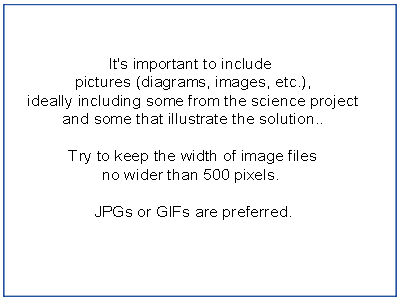 It's important to include
pictures (diagrams, images, etc.),
ideally including some from the science project
and some that illustrate the solution..
Try to keep the width of image files
no wider than 500 pixels.
JPGs or GIFs are preferred.